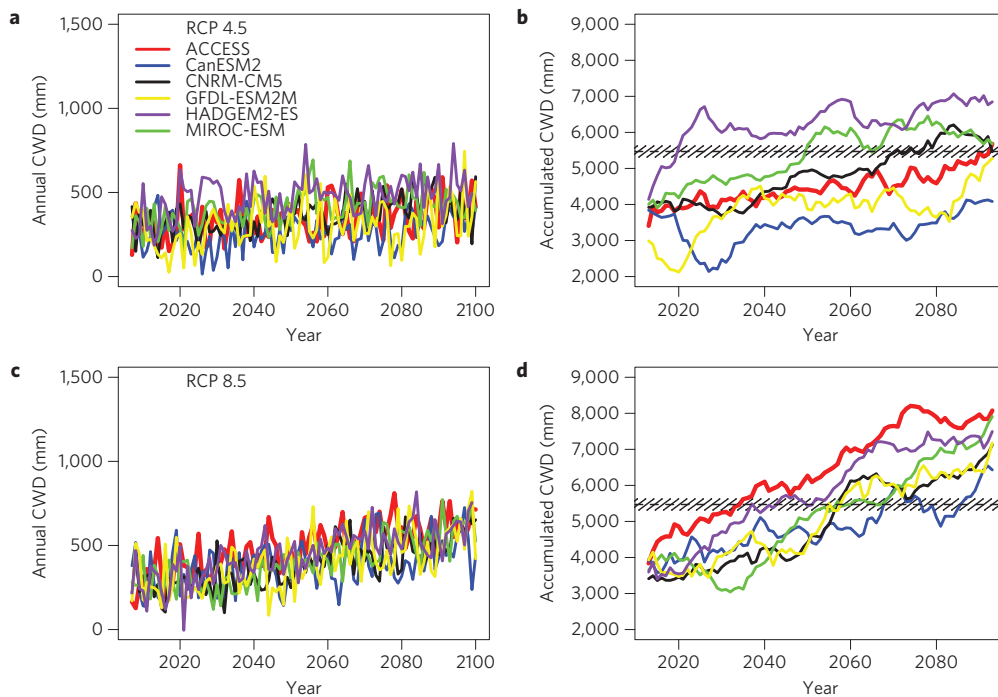 a
1,500
1,000
500
0
Annual CWD (mm)
RCP 4.5
ACCESS
CanESM2
CNRM-CM5
GFDL-ESM2M
HADGEM2-ES
MIROC-ESM
2020
2040
2060
2080
2100
Year
b
9,000
8,000
7,000
6,000
5,000
4,000
3,000
2,000
Accumulated CWD (mm)
2020
2040
2060
2080
Year
c
1,500
1,000
500
0
Annual CWD (mm)
RCP 8.5
2020
2040
2060
2080
2100
Year
d
9,000
8,000
7,000
6,000
5,000
4,000
3,000
2,000
Accumulated CWD (mm)
2020
2040
2060
2080
Year